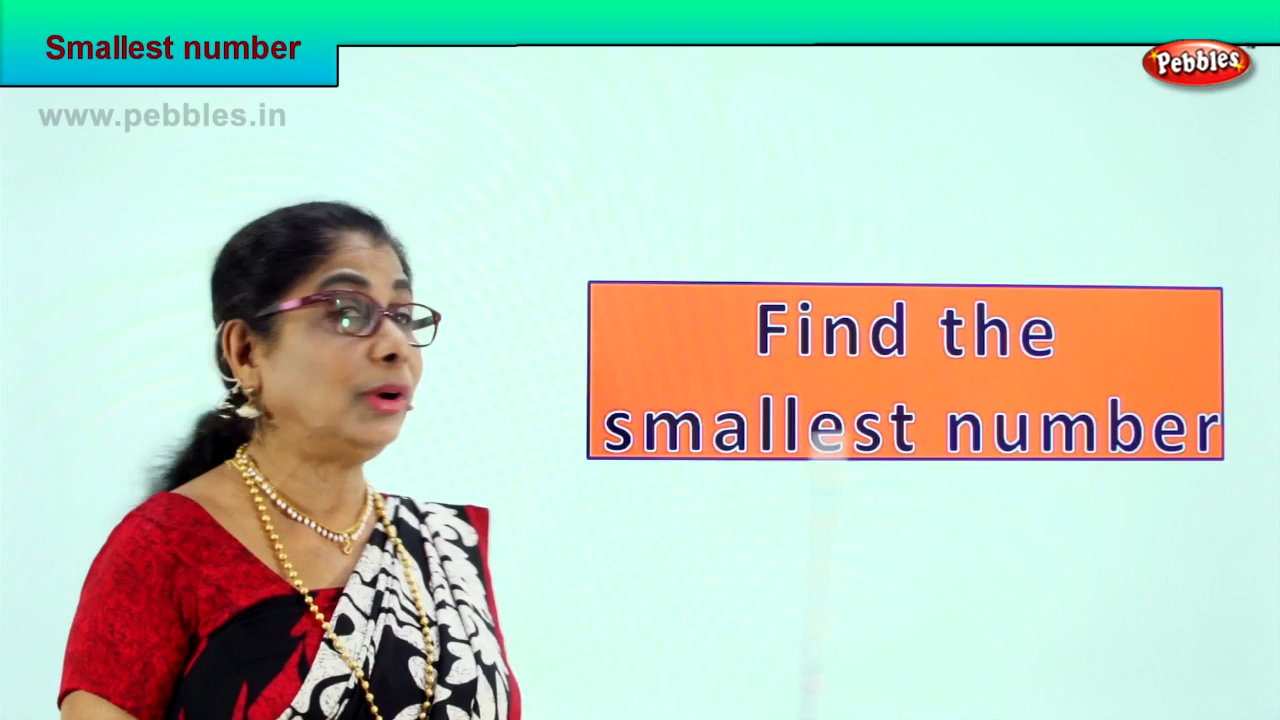 Smallest number
Pebbles
www.pebbles.in
Find the
smallest number